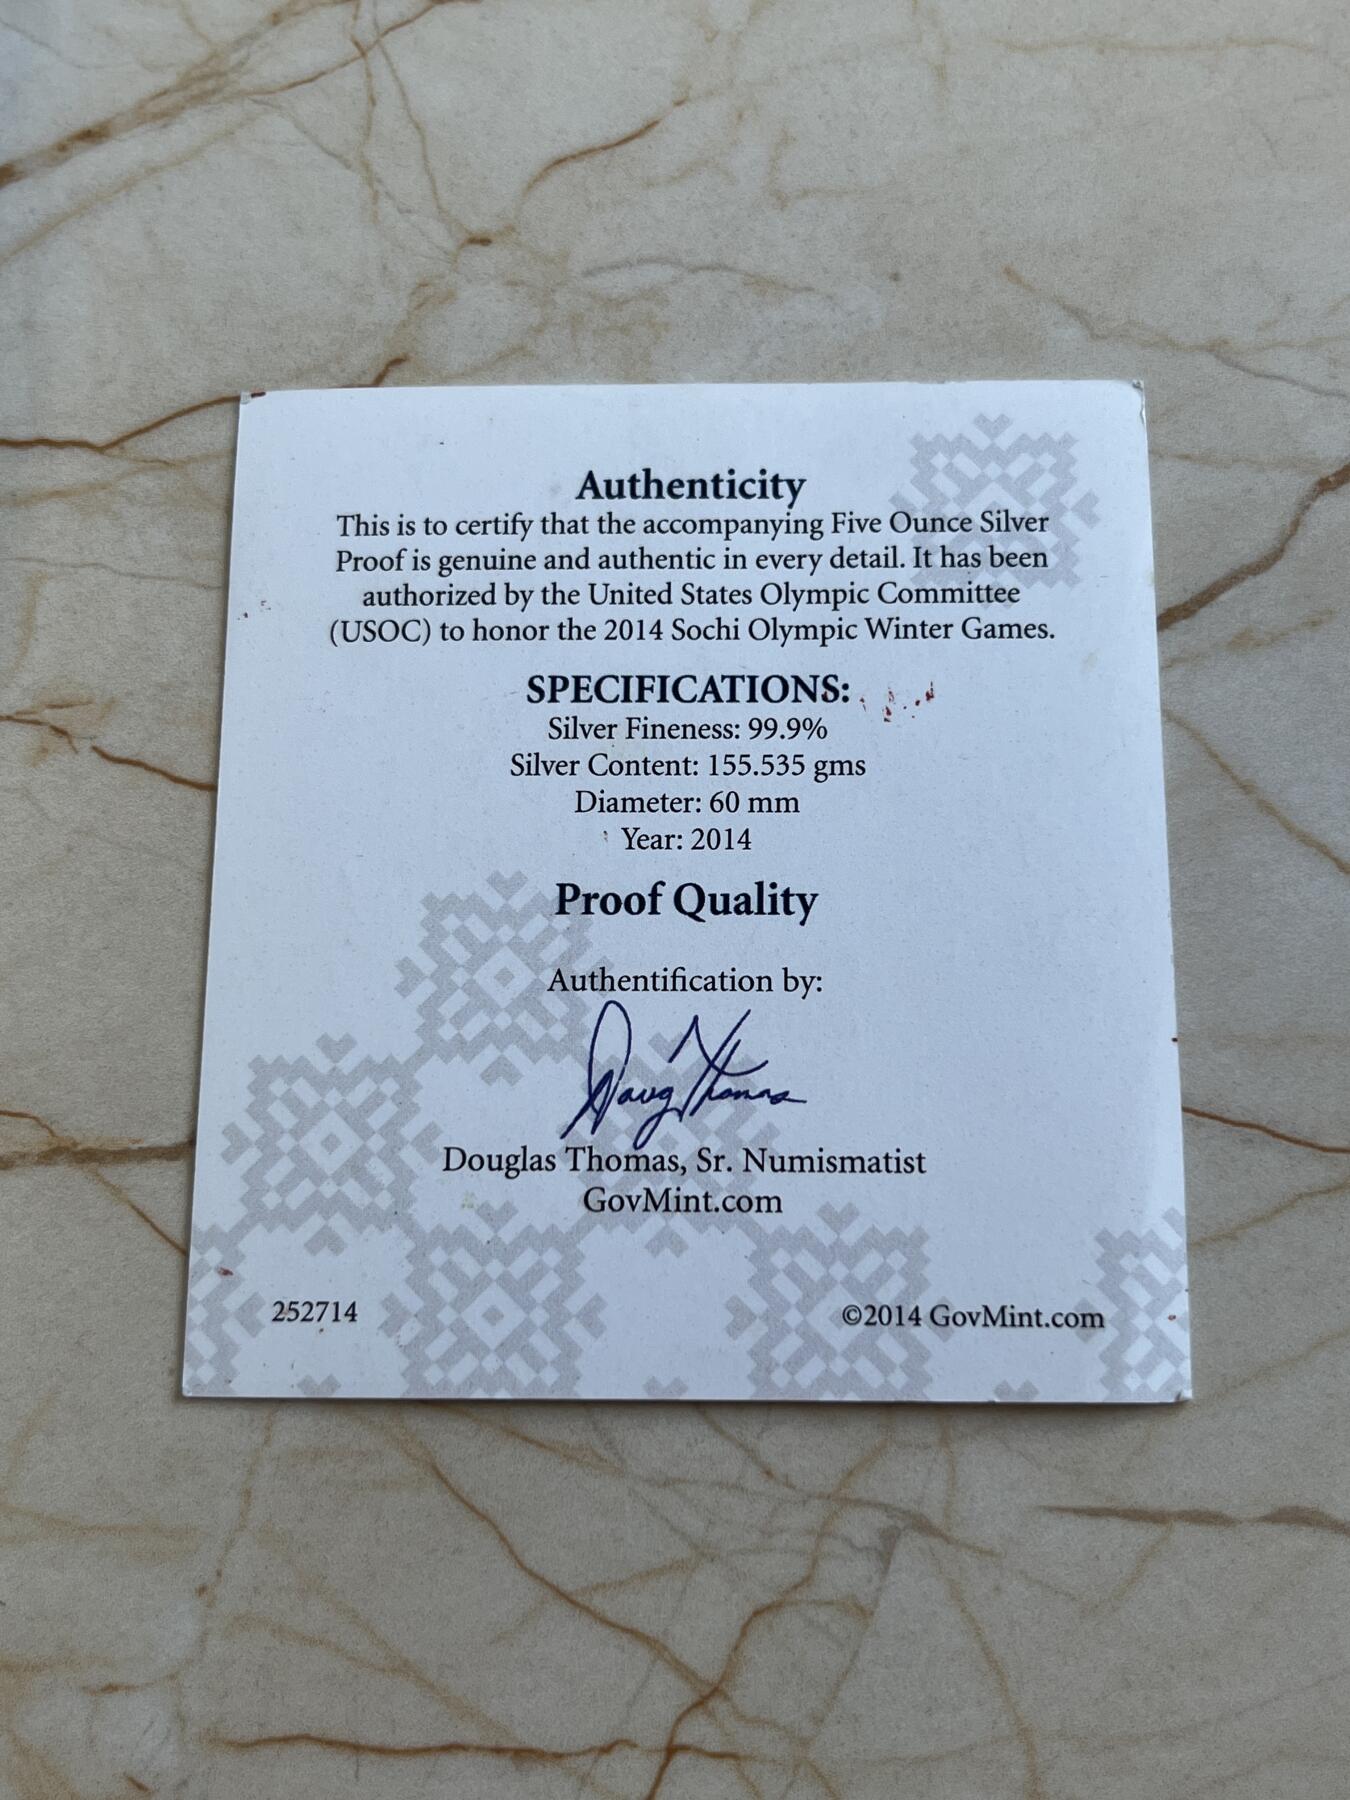 Authenticity
This is to certify that the accompanying Five Ounce Silver
Proof is genuine and authentic in every detail. It has been
authorized by the United States Olympic Committee
(USOC) to honor the 2014 Sochi Olympic Winter Games.
SPECIFICATIONS:
Silver Fineness: 99.9%
Silver Content: 155.535 gms
Diameter: 60 mm
Year: 2014
Proof Quality
Authentification by:
Doug Thomas
Douglas Thomas, Sr. Numismatist
GovMint.com
252714
©2014 GovMint.com